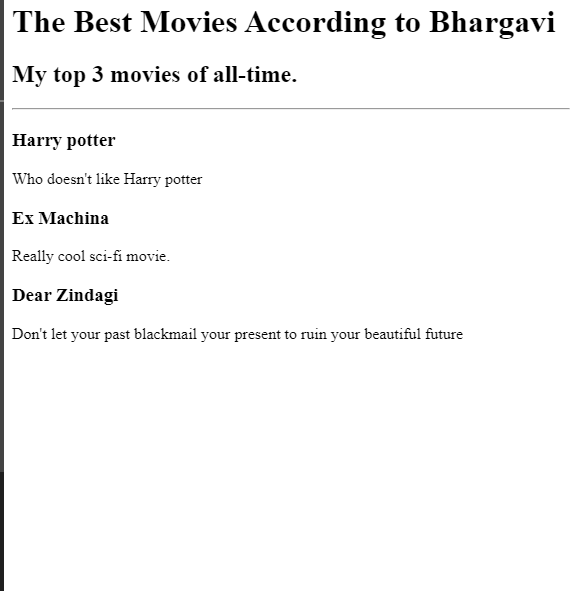 The Best Movies According to Bhargavi
My top 3 movies of all-time.
Harry potter
Who doesn't like Harry potter
Ex Machina
Really cool sci-fi movie.
Dear Zindagi
Don't let your past blackmail your present to ruin your beautiful future